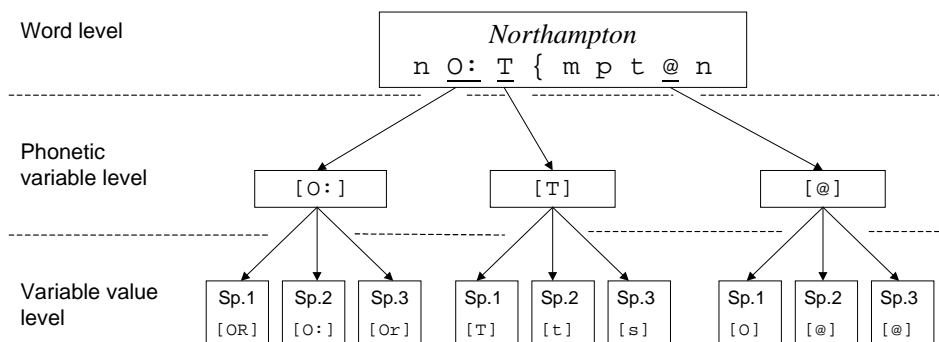 Word level
Northampton
n O: T { m p t @ n
Phonetic
variable level
[O:] [T] [@]
Variable value
level
Sp.1 Sp.2 Sp.3 Sp.1 Sp.2 Sp.3 Sp.1 Sp.2 Sp.3
[OR] [O:] [Or] [T] [t] [s] [O] [@] [@]